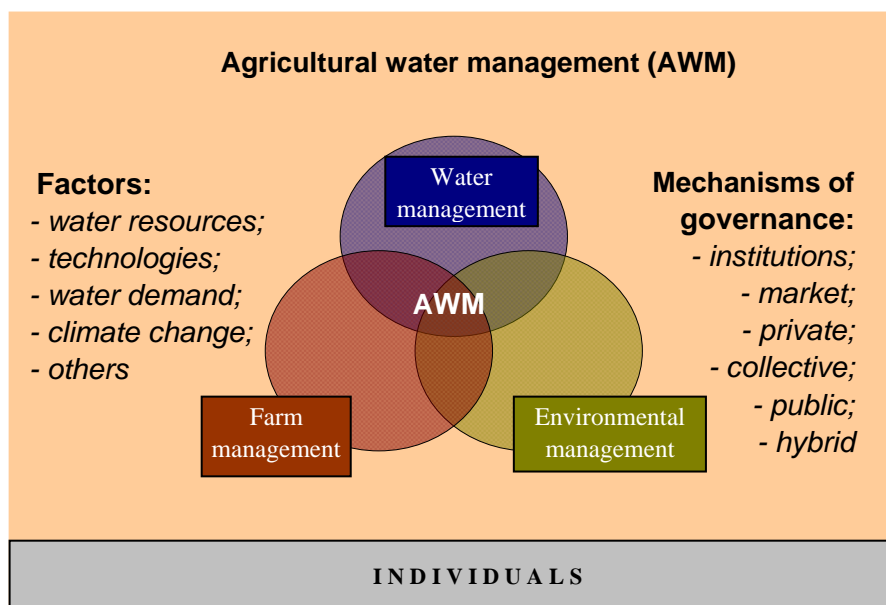 Agricultural water management (AWM)
Factors:
- water resources;
- technologies;
- water demand;
- climate change;
- others
Water
management
AWM
Farm
management
Environmental
management
Mechanisms of
governance:
- institutions;
- market;
- private;
- collective;
- public;
- hybrid
INDIVIDUALS